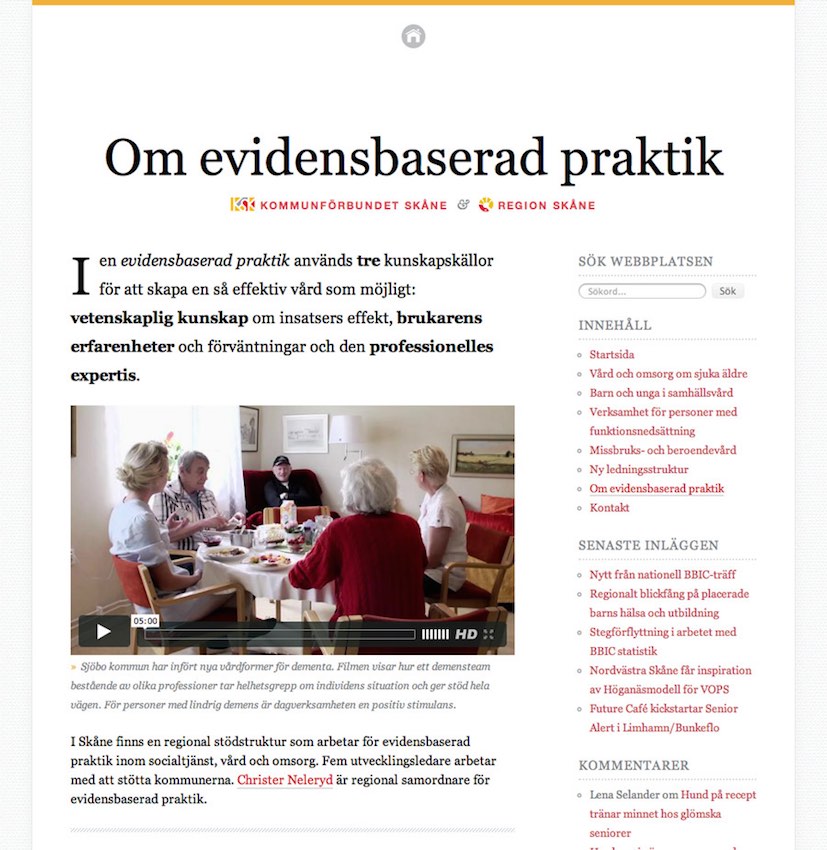 Om evidensbaserad praktik
KOMMUNFÖRBUNDET SKÅNE & REGION SKÅNE
I en evidensbaserad praktik används tre kunskapskällor
för att skapa en så effektiv vård som möjligt:
vetenskaplig kunskap om insatsers effekt, brukarens
erfarenheter och förväntningar och den professionelles
expertis.
05:00
HD
» Sjöbo kommun har infört nya vårdformer för dementa. Filmen visar hur ett demensteam
bestående av olika professioner tar helhetsgrepp om individens situation och ger stöd hela
vägen. För personer med lindrig demens är dagverksamheten en positiv stimulans.
I Skåne finns en regional stödstruktur som arbetar för evidensbaserad
praktik inom socialtjänst, vård och omsorg. Fem utvecklingsledare arbetar
med att stötta kommunerna. Christer Neleryd är regional samordnare för
evidensbaserad praktik.
SÖK WEBBPLATSEN
Sökord... Sök
INNEHÅLL
Startsida
Vård och omsorg om sjuka äldre
Barn och unga i samhällsvård
Verksamhet för personer med
funktionsnedsättning
Missbruks- och beroendevård
Ny ledningsstruktur
Om evidensbaserad praktik
Kontakt
SENASTE INLÄGGEN
Nytt från nationell BBIC-träff
Regionalt blickfång på placerade
barns hälsa och utbildning
Stegförflyttning i arbetet med
BBIC statistik
Nordvästra Skåne får inspiration
av Höganäsmodell för VOPS
Future Café kickstartar Senior
Alert i Limhamn/Bunkeflo
KOMMENTARER
Lena Selander om Hund på recept
tränar minnet hos glömska
seniorer